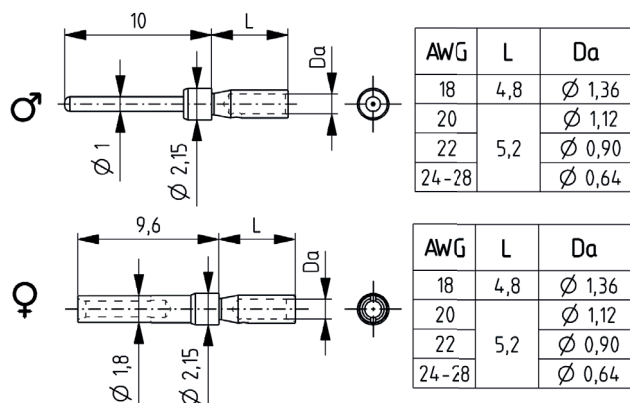 10
L
Da
Ø 1
Ø 2,15
♂
AWG L Da
18 4,8 Ø 1,36
20 5,2 Ø 1,12
22 Ø 0,90
24-28 Ø 0,64
9,6
L
Da
Ø 1,8
Ø 2,15
♀
AWG L Da
18 4,8 Ø 1,36
20 5,2 Ø 1,12
22 Ø 0,90
24-28 Ø 0,64